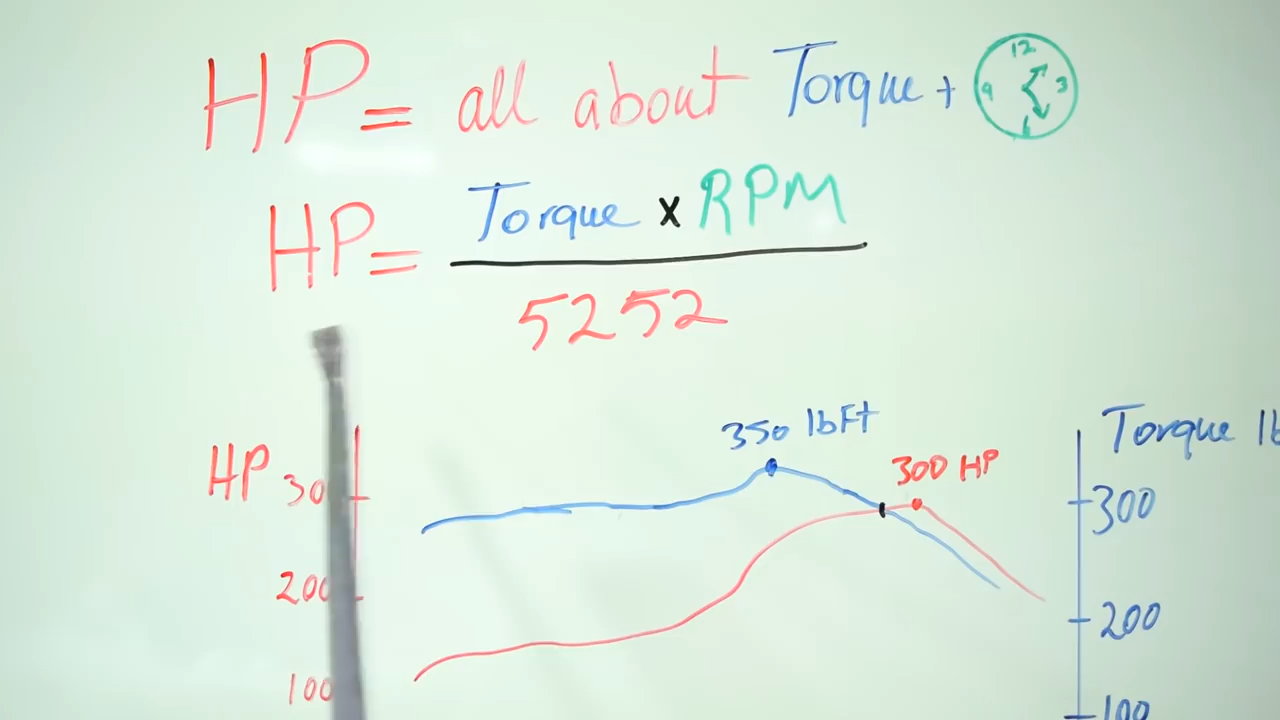 HP = all about Torque +
12
9 3
6
HP = Torque x RPM
5252
350 lbFt
300 HP
HP
Torque
300
200
200
100
100